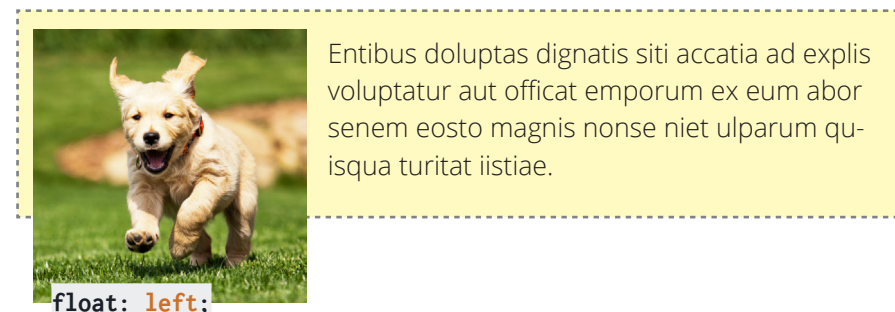 Entibus doluptas dignatis siti accatia ad explis
voluptatur aut officat emporum ex eum abor
senem eosto magnis nonse niet ulparum qu-
isqua turitat iistiae.
float: left;